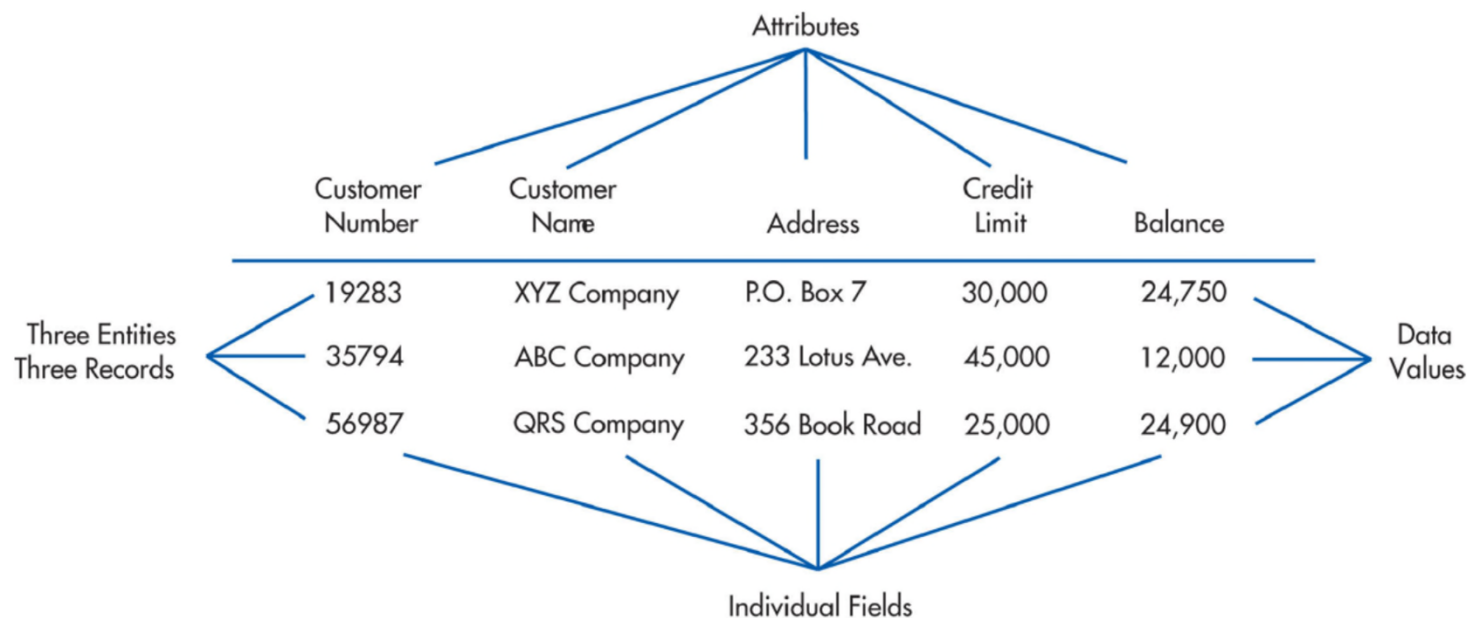 Attributes
Customer Number
Customer Name
Address
Credit Limit
Balance
19283 XYZ Company P.O. Box 7 30,000 24,750
Three Entities
Three Records
35794 ABC Company 233 Lotus Ave. 45,000 12,000
Data
Values
56987 QRS Company 356 Book Road 25,000 24,900
Individual Fields